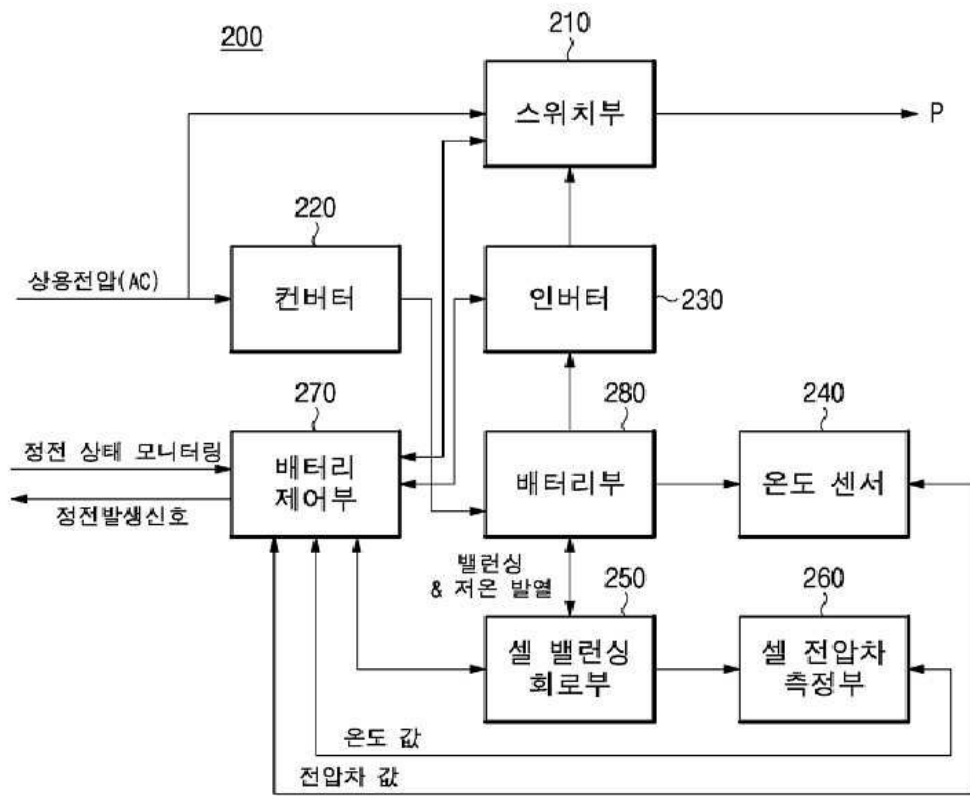 200
210
스위치부
P
220
상용전압(AC)
컨버터
인버터
230
270
280
240
정전 상태 모니터링
정전발생신호
배터리
제어부
배터리부
온도 센서
밸런싱
& 저온 발열
250
260
셀 밸런싱
회로부
셀 전압차
측정부
온도 값
전압차 값